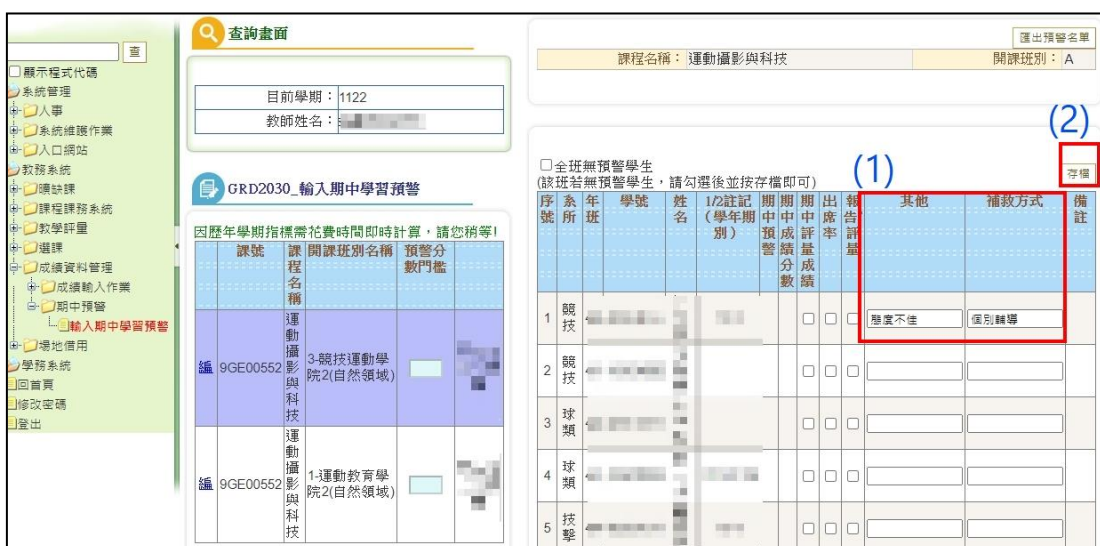 查
顯示程式代碼
系統管理
人事
系統維護作業
入口網站
教務系統
曠缺課
課程課務系統
教學評量
選課
成績資料管理
成績輸入作業
期中預警
輸入期中學習預警
場地借用
學務系統
回首頁
修改密碼
登出
查詢畫面
目前學期：1122
教師姓名：
GRD2030_輸入期中學習預警
因歷年學期指標需花費時間即時計算，請您稍等!
課號 課程名稱 開課班別名稱 預警分數門檻
編 9GE00552 運動攝影與科技 3-競技運動學院2(自然領域)
編 9GE00552 運動攝影與科技 1-運動教育學院2(自然領域)
匯出預警名單
課程名稱：運動攝影與科技 開課班別：A
(2)
(1)
全班無預警學生
(該班若無預警學生，請勾選後並按存檔即可)
存檔
序號 系所 年班 學號 姓名 1/2註記(學年期別) 期中預警 期中成績分數 期中評量成績 出席率 報告評量 其他 補救方式 備註
1 競技 態度不佳 個別輔導
2 競技
3 球類
4 球類
5 技擊